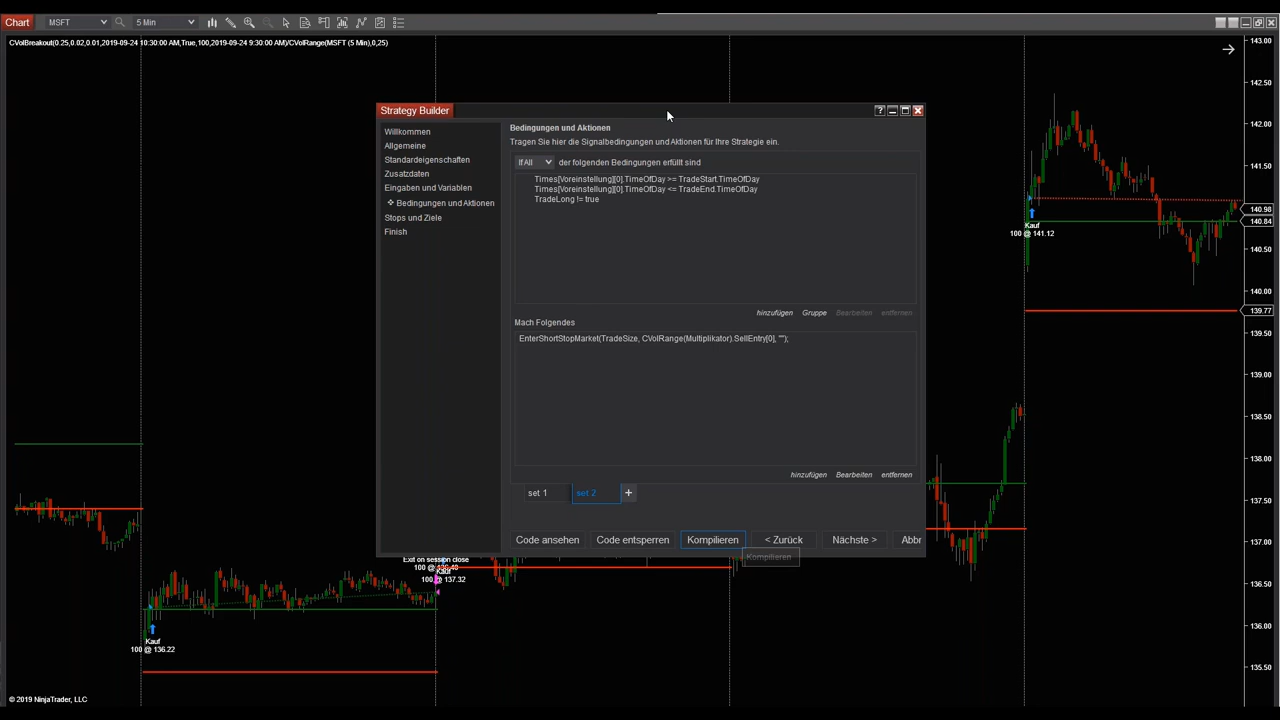 Chart
MSFT
5 Min
CVolBreakout(0.25,0.02,0.01,2019-09-24 10:30:00 AM,True,100,2019-09-24 9:30:00 AM)/CVolRange(MSFT (5 Min),0,25)
143.00
142.50
142.00
141.50
140.98
140.84
140.50
140.00
139.77
139.50
139.00
138.50
138.00
137.50
137.00
136.50
136.00
135.50
Strategy Builder
?
Willkommen
Allgemeine
Standardeigenschaften
Zusatzdaten
Eingaben und Variablen
Bedingungen und Aktionen
Stops und Ziele
Finish
Bedingungen und Aktionen
Tragen Sie hier die Signalbedingungen und Aktionen für Ihre Strategie ein.
If All der folgenden Bedingungen erfüllt sind
Times[Voreinstellung][0].TimeOfDay >= TradeStart.TimeOfDay
Times[Voreinstellung][0].TimeOfDay <= TradeEnd.TimeOfDay
TradeLong != true
hinzufügen Gruppe Bearbeiten entfernen
Mach Folgendes
EnterShortStopMarket(TradeSize, CVolRange(Multiplikator).SellEntry[0], "");
hinzufügen Bearbeiten entfernen
set 1 set 2 +
Code ansehen Code entsperren Kompilieren < Zurück Nächste > Abbr
Kompilieren
Kauf
100 @ 141.12
Exit on session close
Kauf
100 @ 137.32
Kauf
100 @ 136.22
© 2019 NinjaTrader, LLC